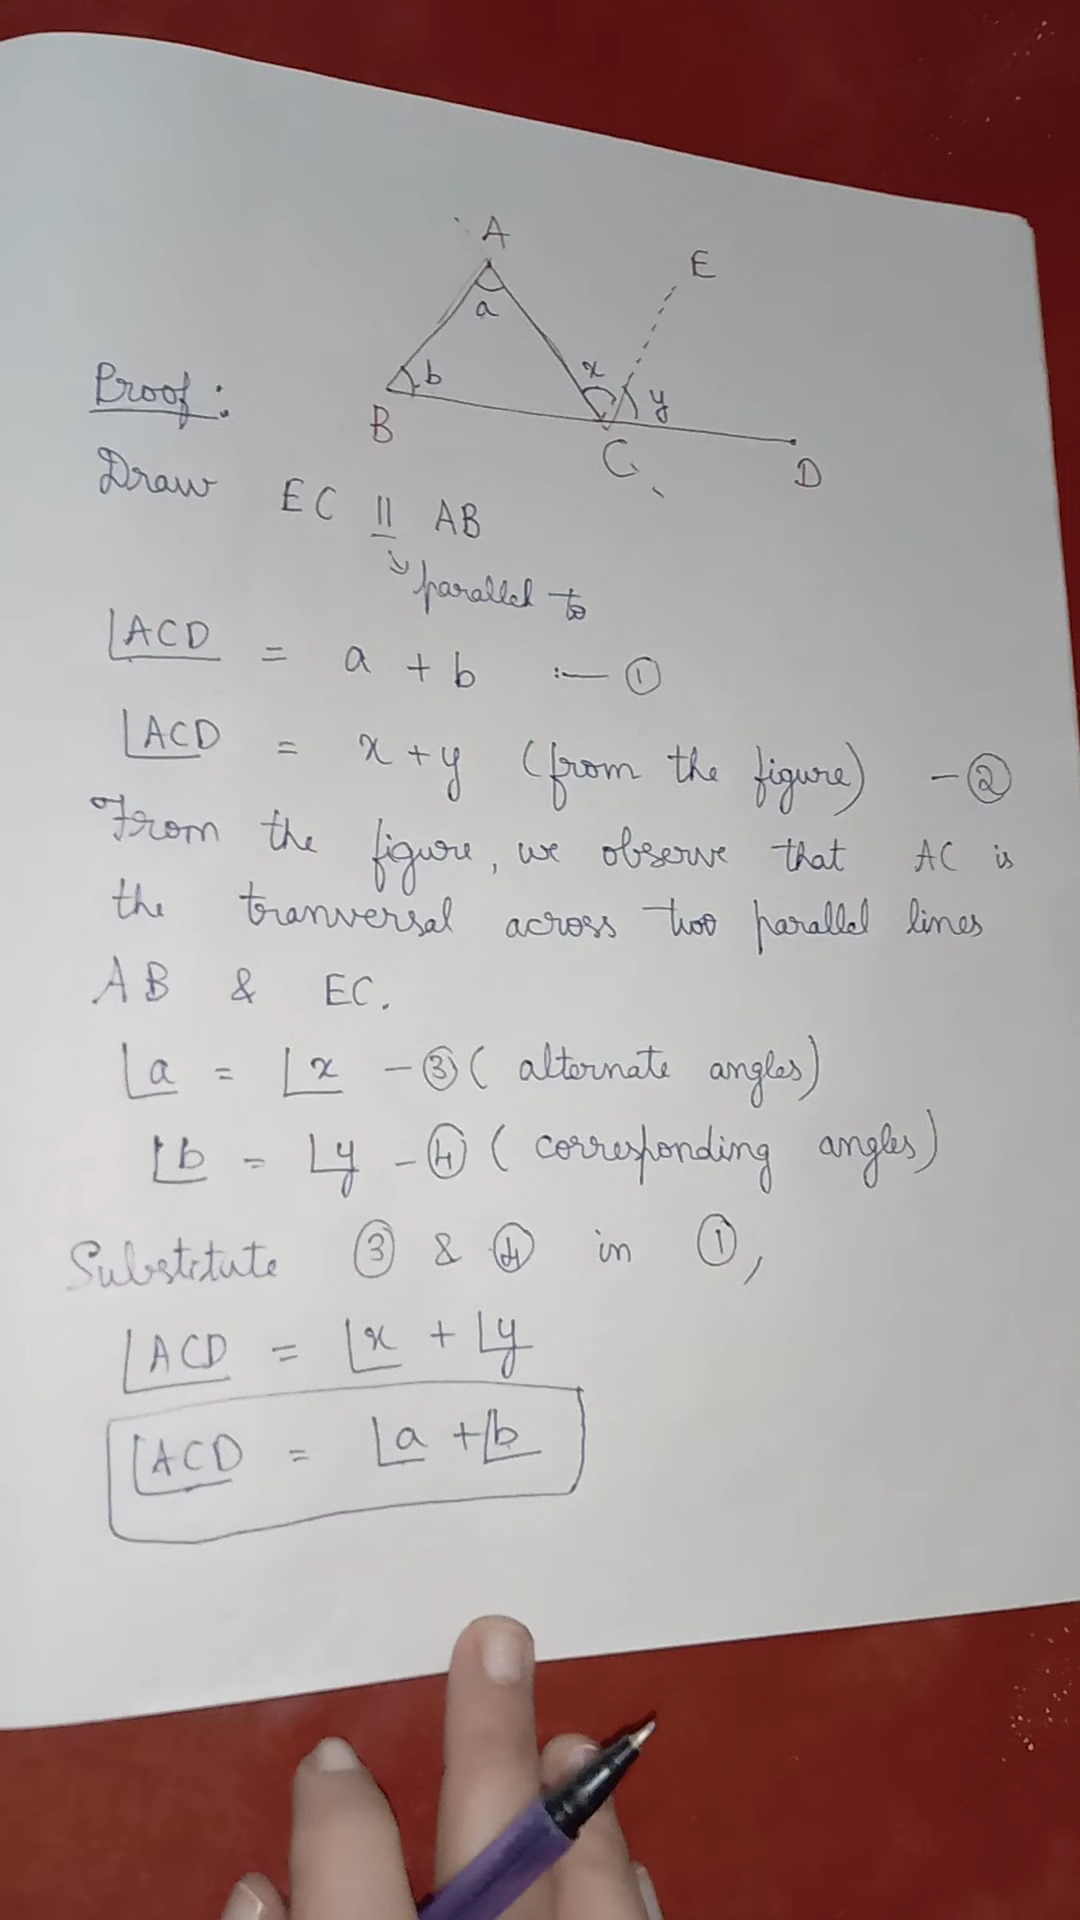 A
E
a
x
b
y
B
C
D
Proof:
Draw EC || AB
parallel to
∠ACD = a + b :— ①
∠ACD = x + y (from the figure) - ②
From the figure, we observe that AC is
the tranversal across two parallel lines
AB & EC.
∠a = ∠x - ③ (alternate angles)
∠b = ∠y - ④ (corresponding angles)
Substitute ③ & ④ in ①,
∠ACD = ∠x + ∠y
∠ACD = ∠a + ∠b